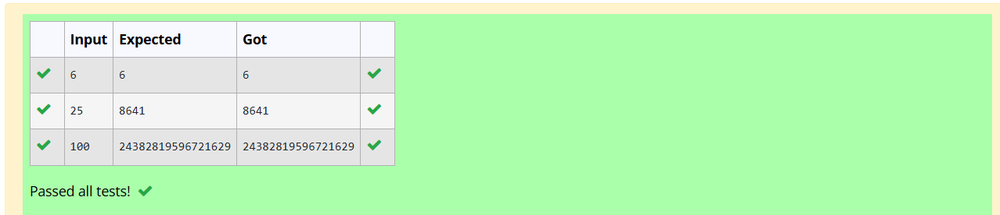 Input Expected Got
6 6 6
25 8641 8641
100 24382819596721629 24382819596721629
Passed all tests!